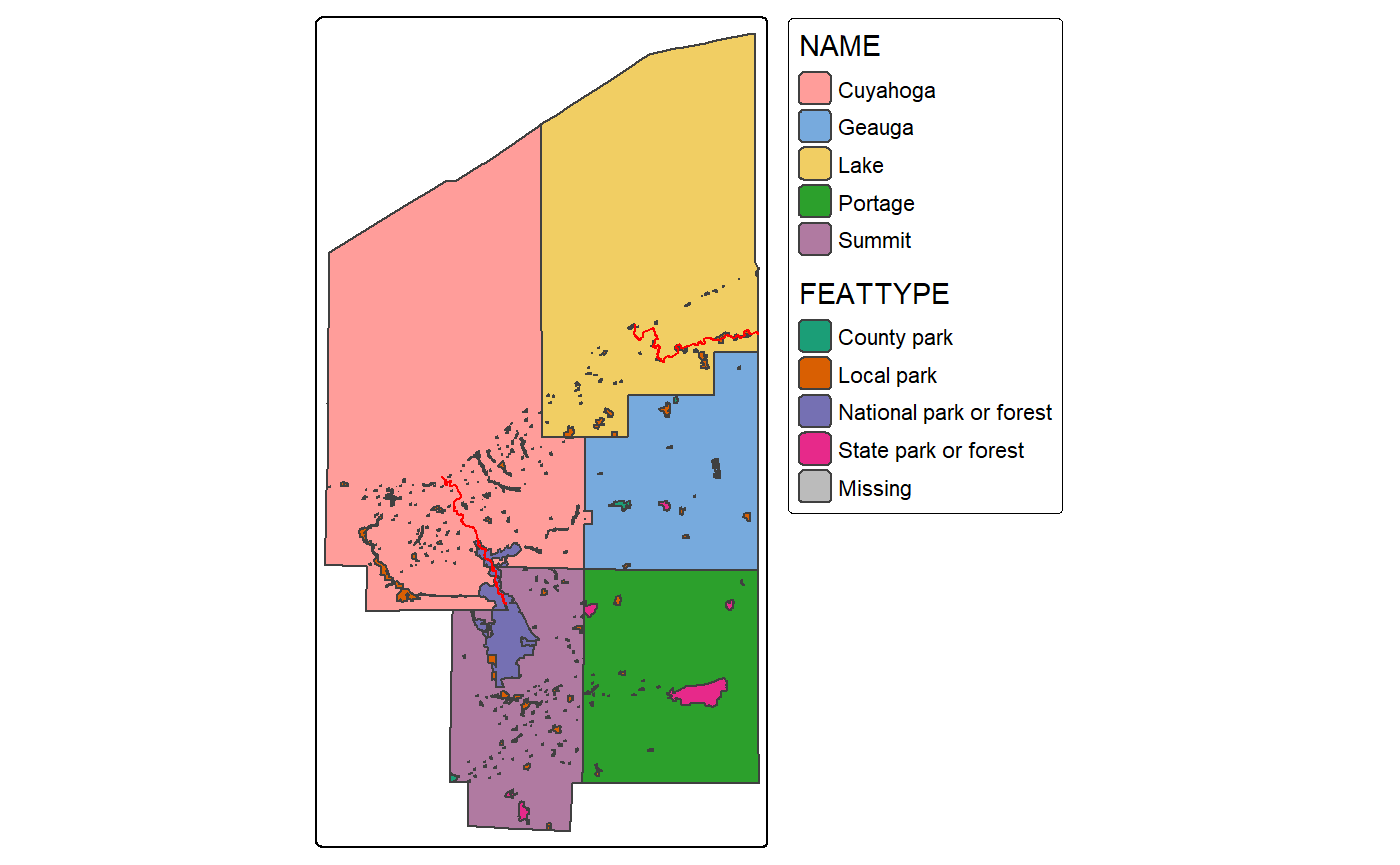 NAME
Cuyahoga
Geauga
Lake
Portage
Summit
FEATTYPE
County park
Local park
National park or forest
State park or forest
Missing